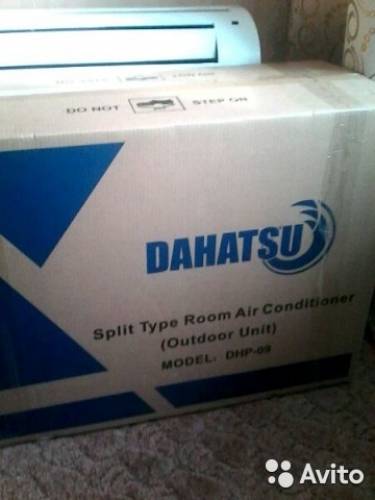 DO NOT STEP ON
DAHATSU
Split Type Room Air Conditioner
(Outdoor Unit)
MODEL: DHP-09
Avito